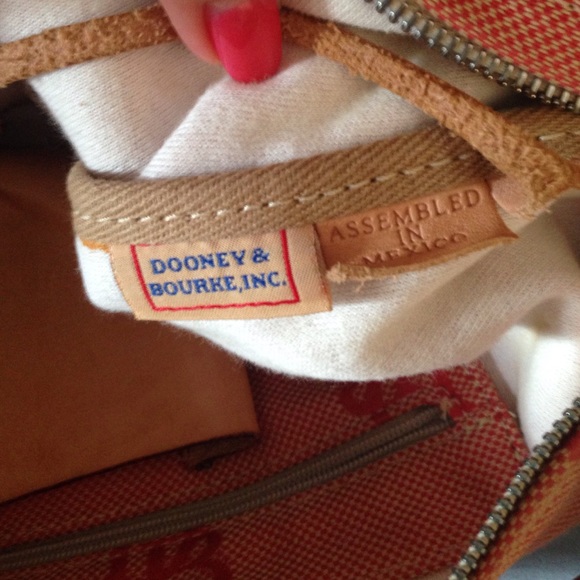 DOONEY &
BOURKE, INC.
ASSEMBLED
IN
MEXICO